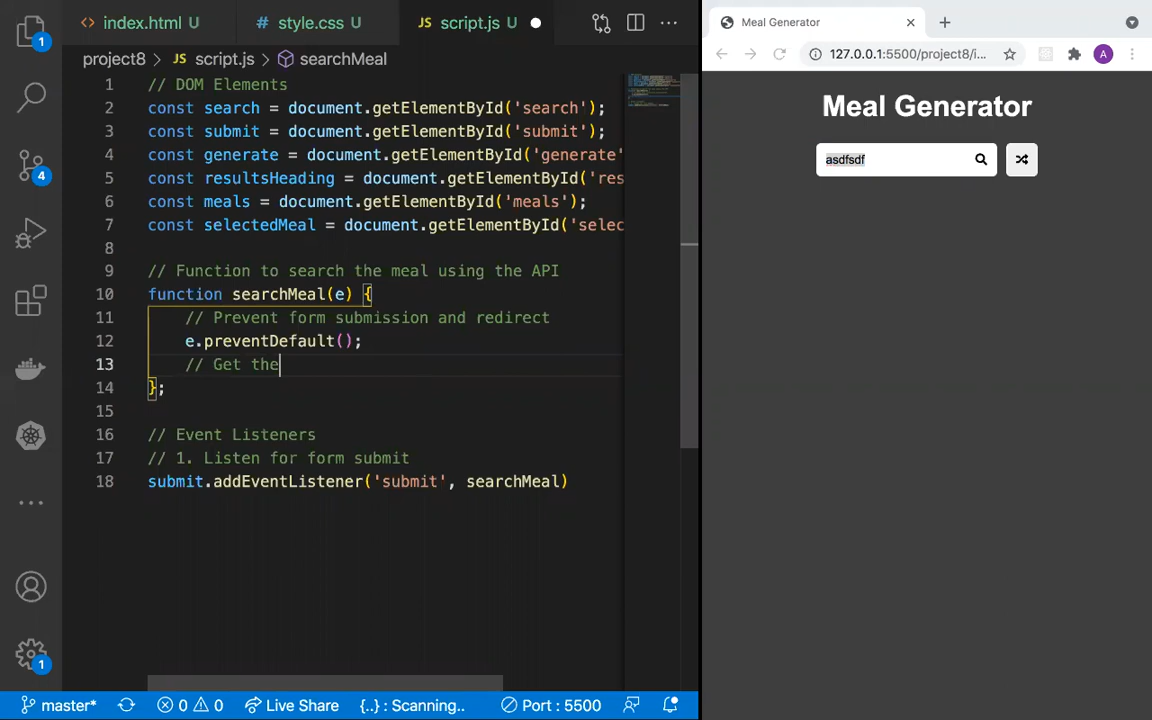 index.html U
style.css U
script.js U
Meal Generator
project8 > JS script.js > searchMeal
127.0.0.1:5500/project8/i...
A
1 // DOM Elements
2 const search = document.getElementById('search');
3 const submit = document.getElementById('submit');
4 const generate = document.getElementById('generate'
5 const resultsHeading = document.getElementById('res
6 const meals = document.getElementById('meals');
7 const selectedMeal = document.getElementById('selec
8
9 // Function to search the meal using the API
10 function searchMeal(e) {
11 // Prevent form submission and redirect
12 e.preventDefault();
13 // Get the
14 };
15
16 // Event Listeners
17 // 1. Listen for form submit
18 submit.addEventListener('submit', searchMeal)
Meal Generator
asdfsdf
1
4
1
master* 0 0 Live Share {..} : Scanning.. Port : 5500